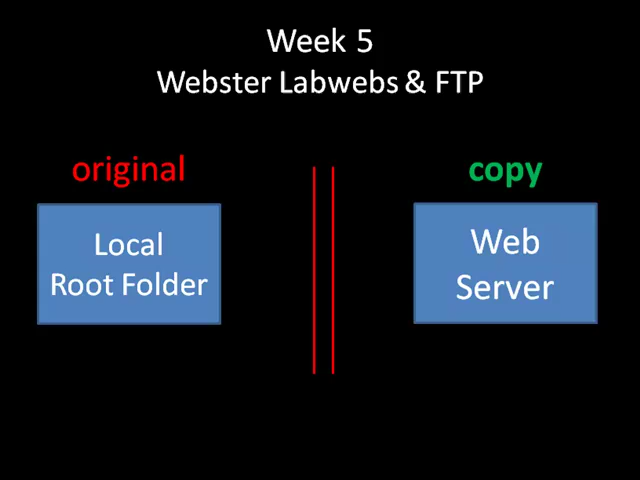 Week 5
Webster Labwebs & FTP
original
copy
Local
Root Folder
Web
Server